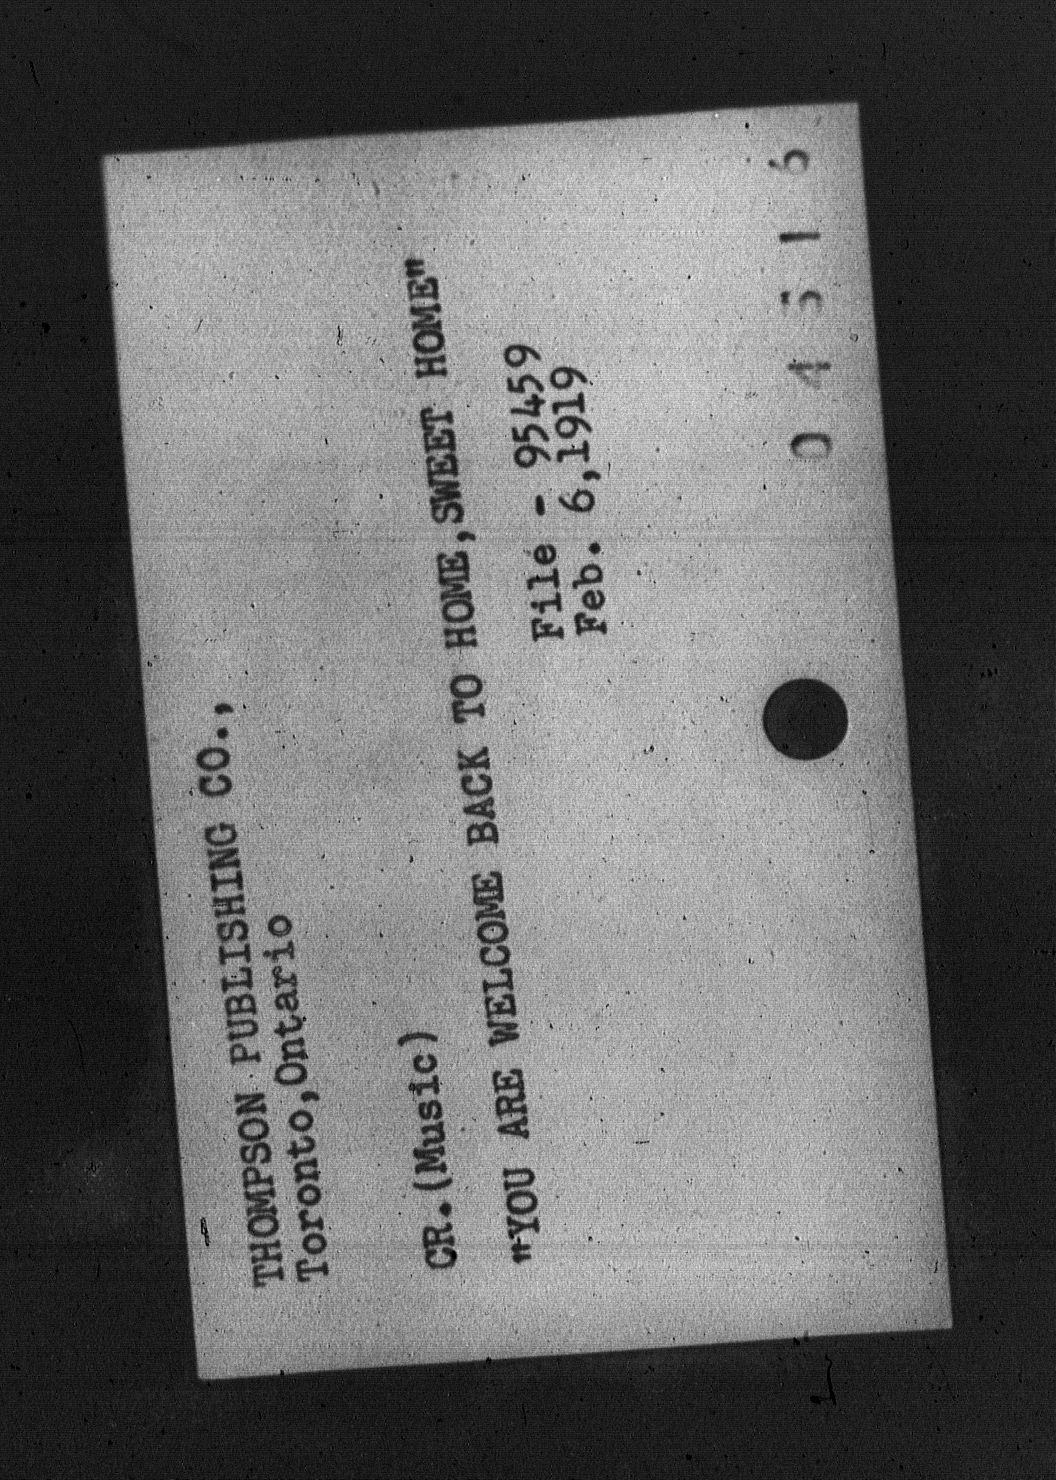 THOMPSON PUBLISHING CO.,
Toronto,Ontario
CR.(Music)
"YOU ARE WELCOME BACK TO HOME,SWEET HOME"
File - 95459
Feb. 6,1919
04516